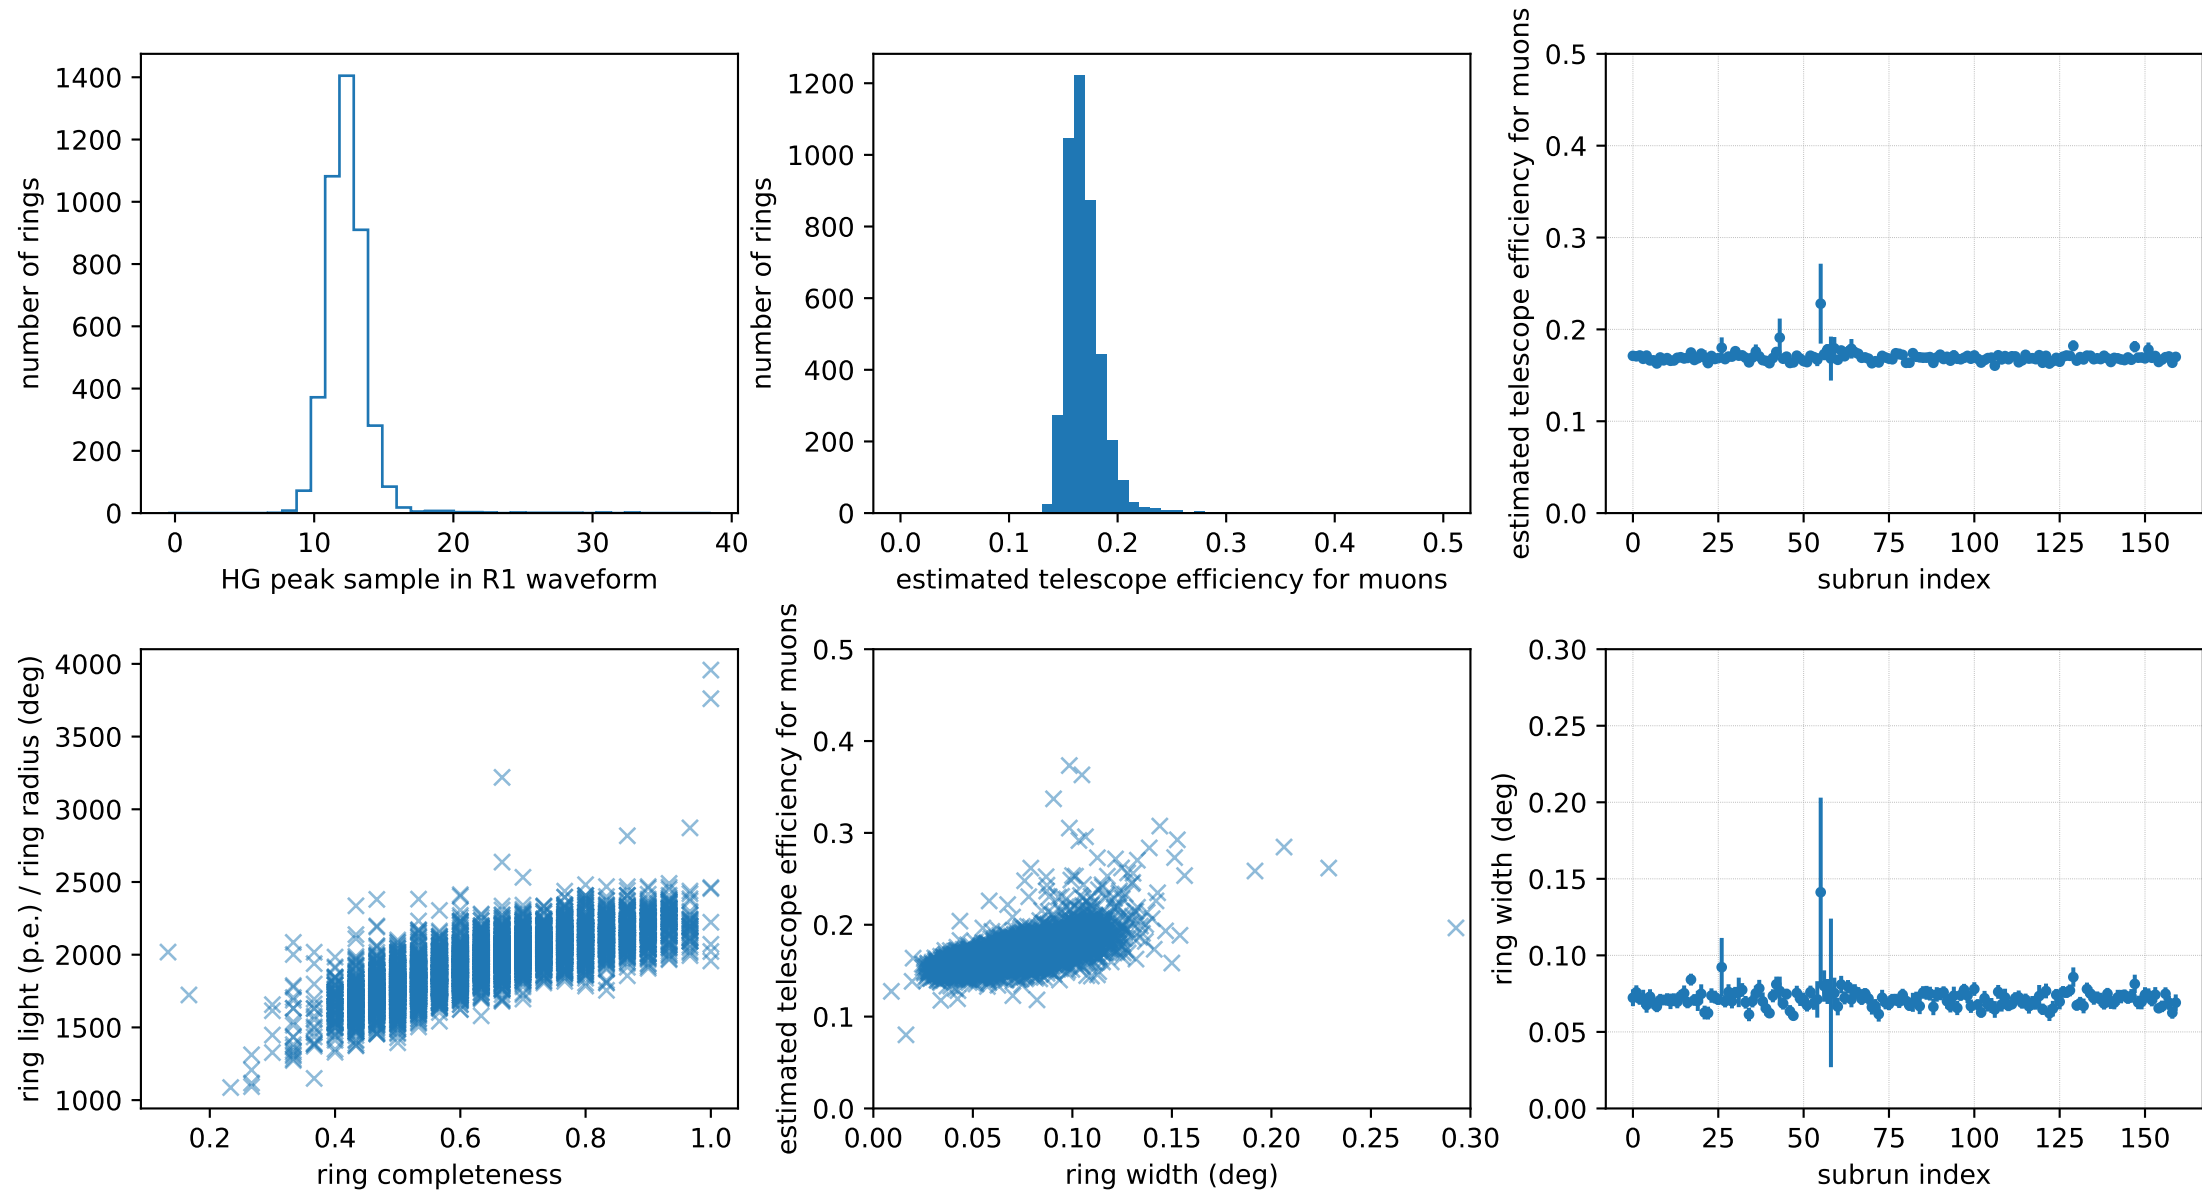 number of rings
1400
1200
1000
800
600
400
200
0
0 10 20 30 40
HG peak sample in R1 waveform
number of rings
1200
1000
800
600
400
200
0
0.0 0.1 0.2 0.3 0.4 0.5
estimated telescope efficiency for muons
estimated telescope efficiency for muons
0.5
0.4
0.3
0.2
0.1
0.0
0 25 50 75 100 125 150
subrun index
ring light (p.e.) / ring radius (deg)
4000
3500
3000
2500
2000
1500
1000
0.2 0.4 0.6 0.8 1.0
ring completeness
estimated telescope efficiency for muons
0.5
0.4
0.3
0.2
0.1
0.0
0.00 0.05 0.10 0.15 0.20 0.25 0.30
ring width (deg)
ring width (deg)
0.30
0.25
0.20
0.15
0.10
0.05
0.00
0 25 50 75 100 125 150
subrun index